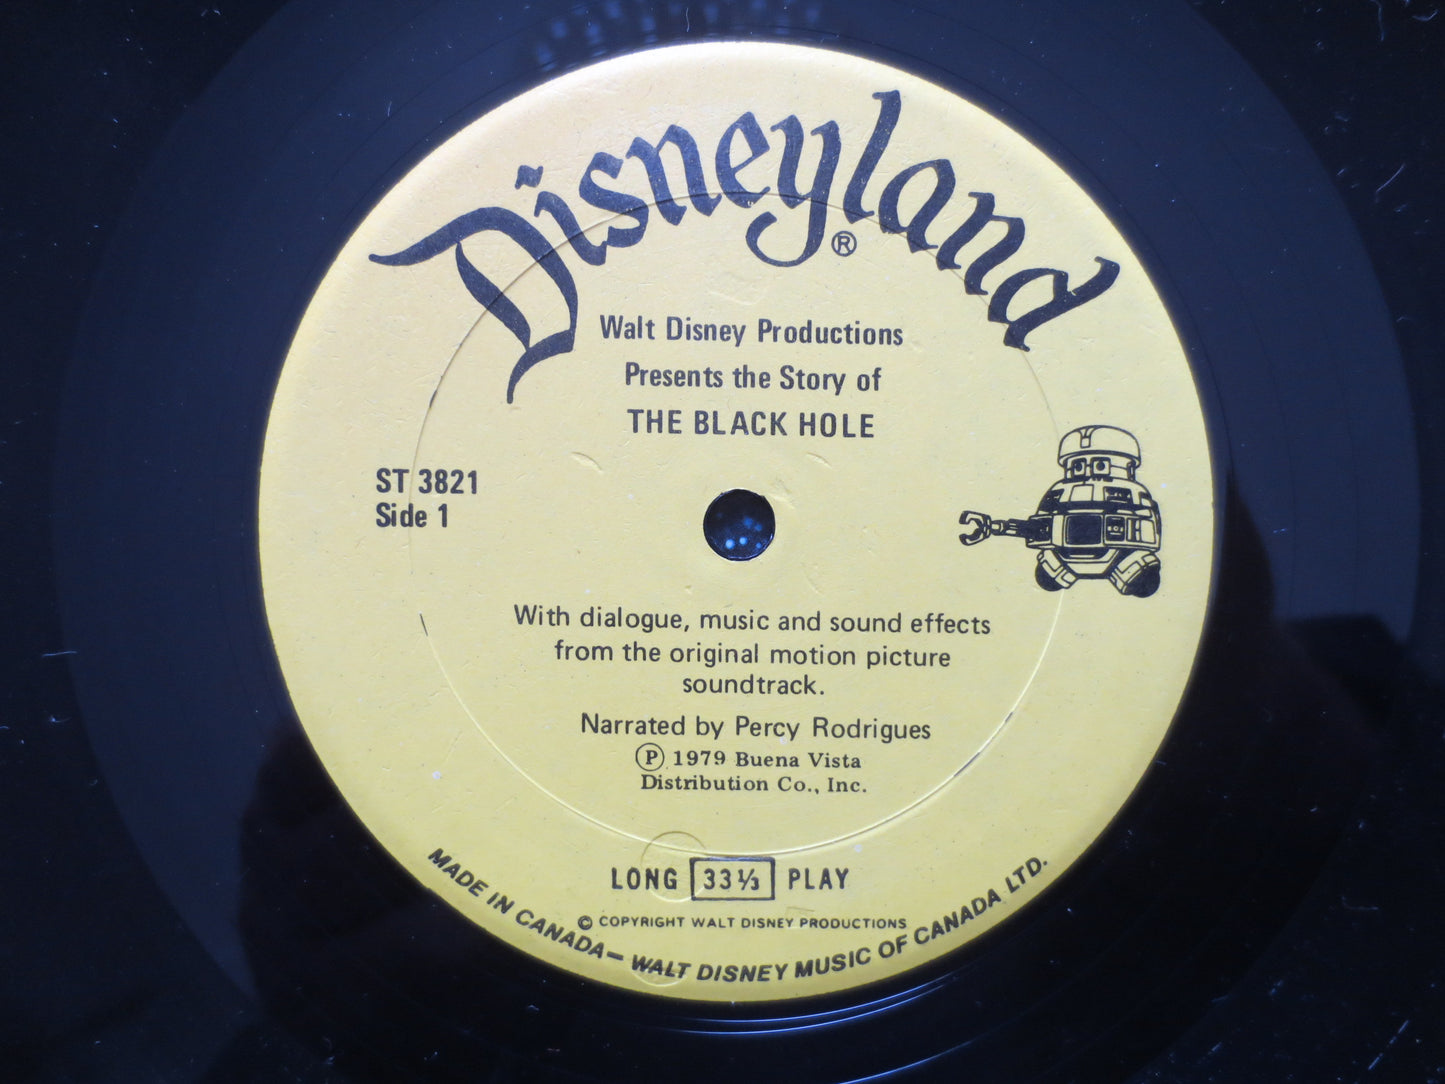 Disneyland®
Walt Disney Productions
Presents the Story of
THE BLACK HOLE
ST 3821
Side 1
With dialogue, music and sound effects
from the original motion picture
soundtrack.
Narrated by Percy Rodrigues
Ⓟ 1979 Buena Vista
Distribution Co., Inc.
LONG 33⅓ PLAY
© COPYRIGHT WALT DISNEY PRODUCTIONS
MADE IN CANADA—WALT DISNEY MUSIC OF CANADA LTD.